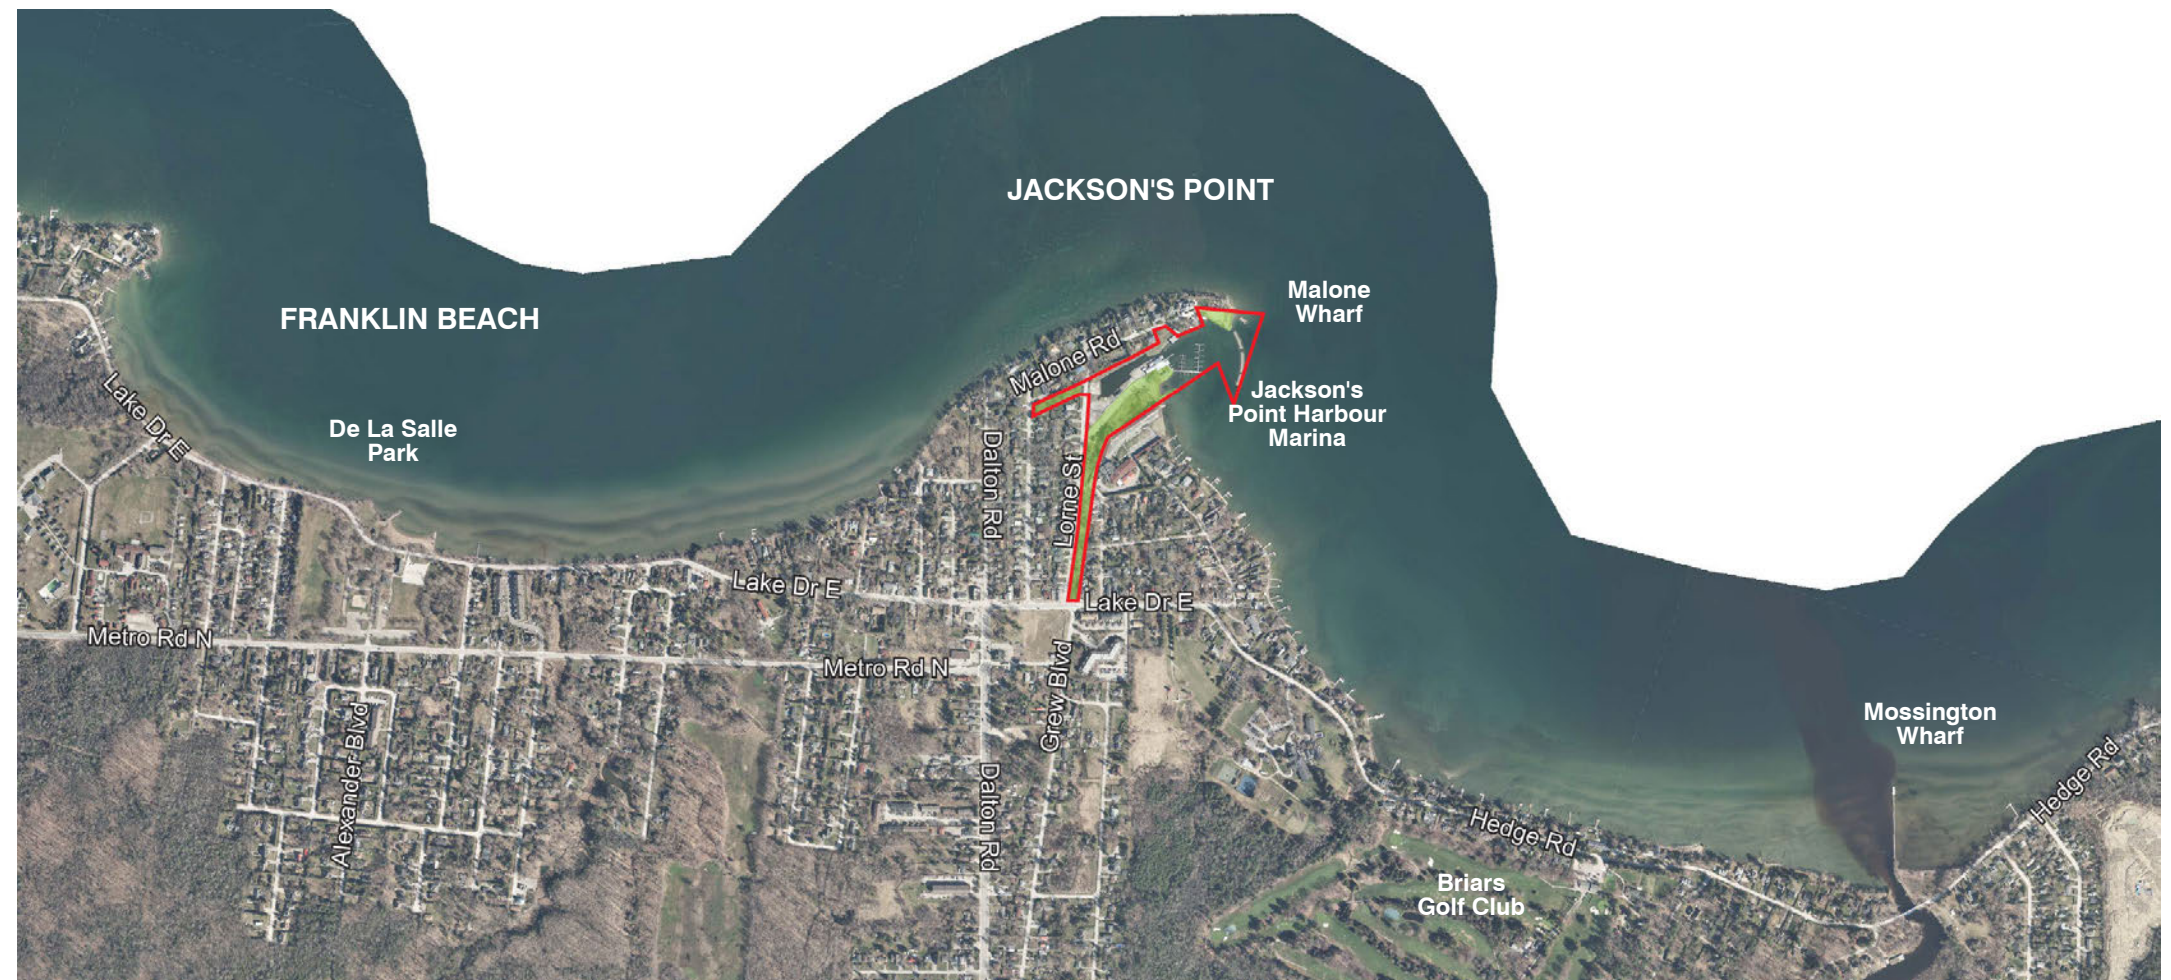 JACKSON'S POINT
Malone
Wharf
FRANKLIN BEACH
Malone Rd
Jackson's
Point Harbour
Marina
Lake Dr E
De La Salle
Park
Dalton Rd
Lorne St
Lake Dr E
Lake Dr E
Metro Rd N
Metro Rd N
Grew Blvd
Alexander Blvd
Dalton Rd
Mossington
Wharf
Hedge Rd
Hedge Rd
Briars
Golf Club